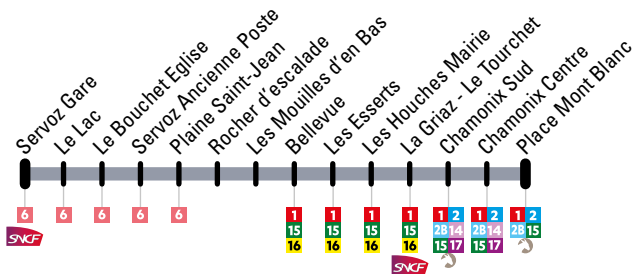 Servoz Gare
Le Lac
Le Bouchet Eglise
Servoz Ancienne Poste
Plaine Saint-Jean
Rocher d'escalade
Les Mouilles d'en Bas
Bellevue
Les Esserts
Les Houches Mairie
La Griaz - Le Tourchet
Chamonix Sud
Chamonix Centre
Place Mont Blanc
6 6 6 6 6 1 1 1 1 1 2 1 2 1 2
15 15 15 15 2B 14 2B 14 2B 15
16 16 16 16 15 17 15 17
SNCF SNCF